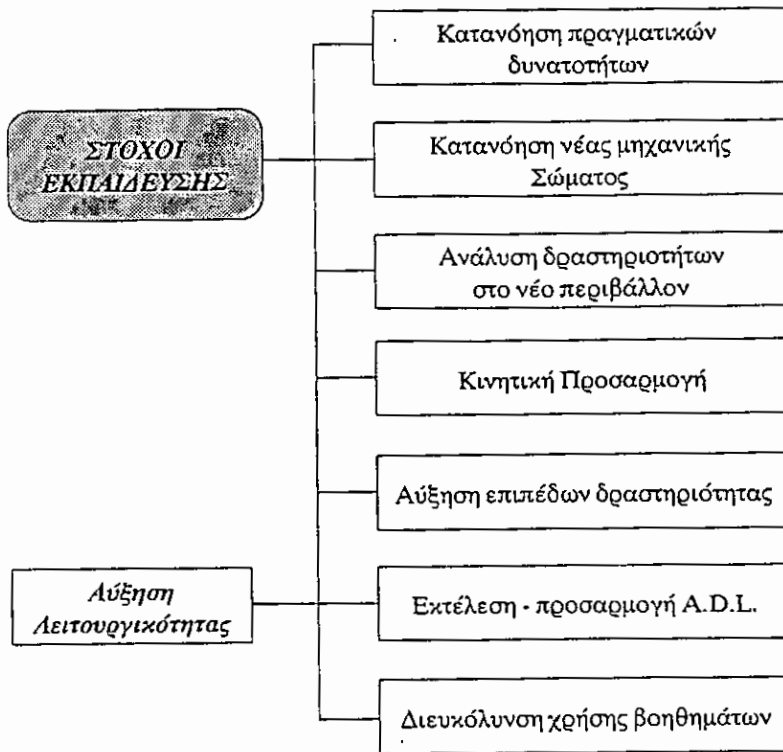 Κατανόηση πραγματικών
δυνατοτήτων
ΣΤΟΧΟΙ
ΕΚΠΑΙΔΕΥΣΗΣ
Κατανόηση νέας μηχανικής
Σώματος
Ανάλυση δραστηριοτήτων
στο νέο περιβάλλον
Κινητική Προσαρμογή
Αύξηση επιπέδων δραστηριότητας
Αύξηση
Λειτουργικότητας
Εκτέλεση - προσαρμογή A.D.L.
Διευκόλυνση χρήσης βοηθημάτων